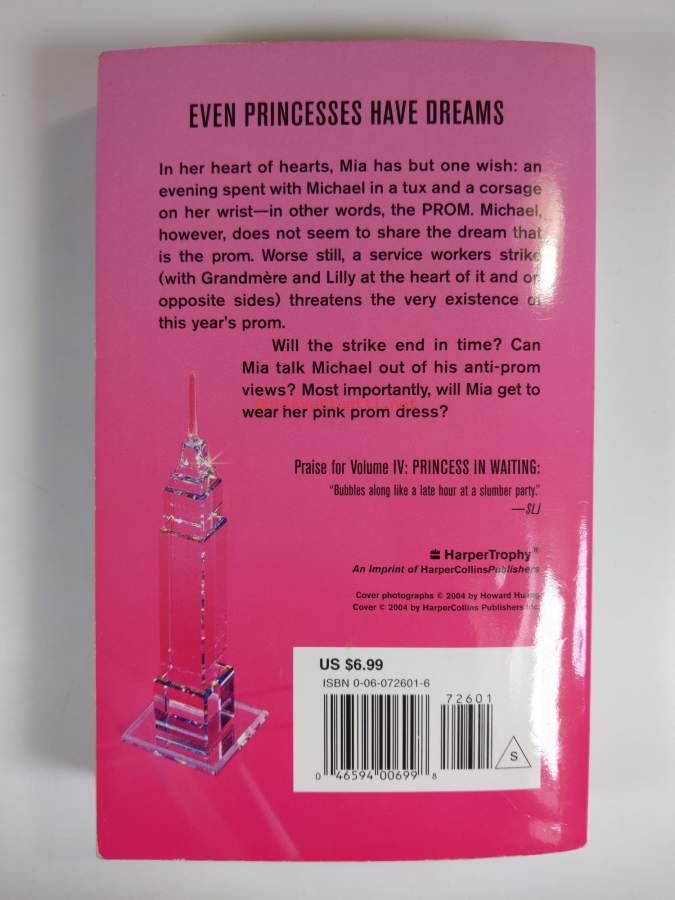 EVEN PRINCESSES HAVE DREAMS
In her heart of hearts, Mia has but one wish: an
evening spent with Michael in a tux and a corsage
on her wrist—in other words, the PROM. Michael,
however, does not seem to share the dream that
is the prom. Worse still, a service workers strike
(with Grandmère and Lilly at the heart of it and on
opposite sides) threatens the very existence of
this year's prom.
Will the strike end in time? Can
Mia talk Michael out of his anti-prom
views? Most importantly, will Mia get to
wear her pink prom dress?
Praise for Volume IV: PRINCESS IN WAITING:
"Bubbles along like a late hour at a slumber party."
—SLJ
HarperTrophy®
An Imprint of HarperCollinsPublishers
Cover photographs © 2004 by Howard Huang
Cover © 2004 by HarperCollins Publishers Inc.
US $6.99
ISBN 0-06-072601-6
72601
S
0 46594 00699 8